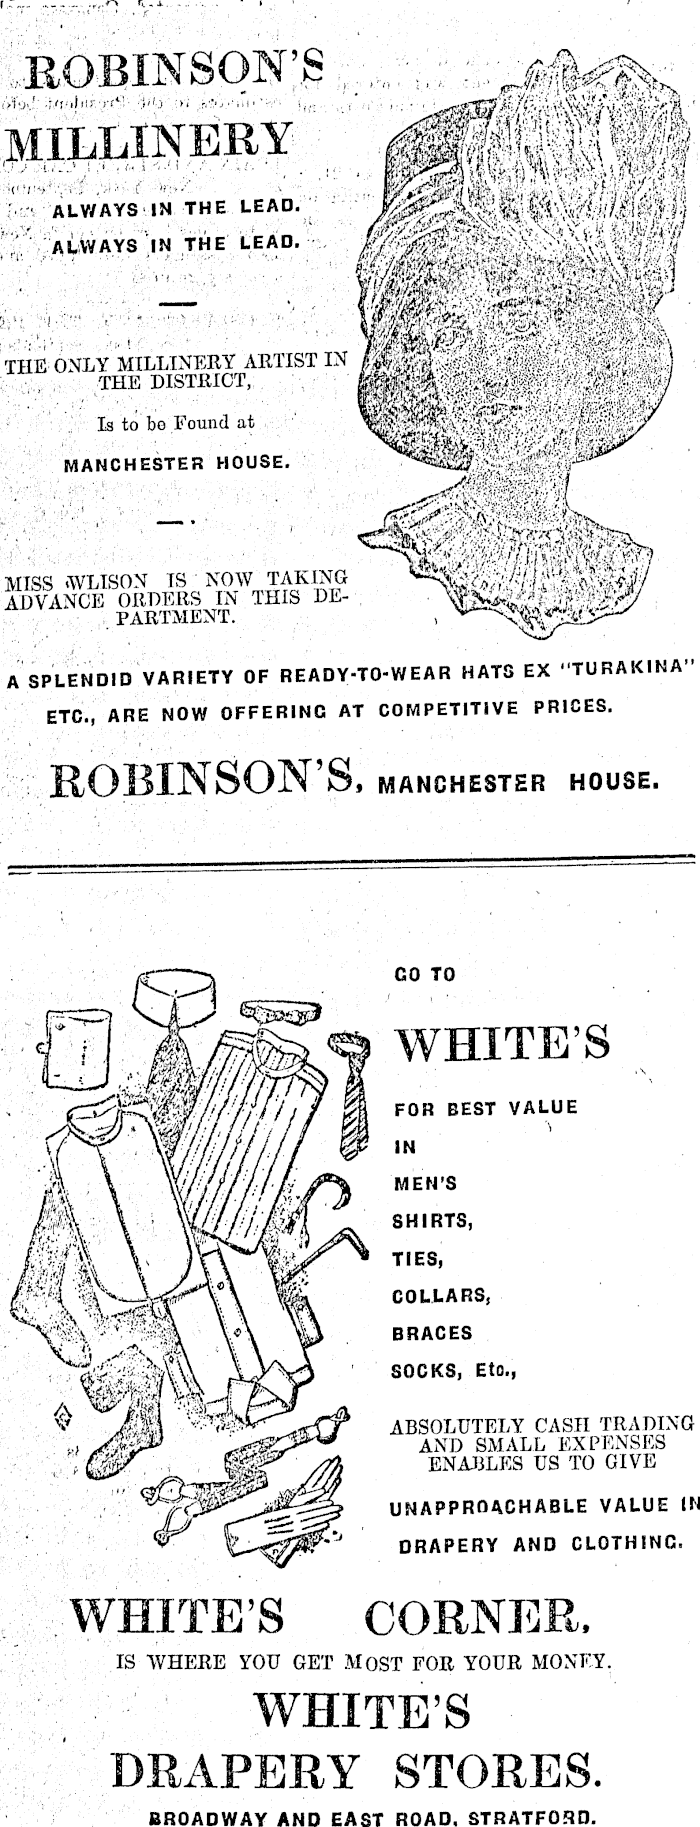 ROBINSON'S
MILLINERY
ALWAYS IN THE LEAD.
ALWAYS IN THE LEAD.
THE ONLY MILLINERY ARTIST IN
THE DISTRICT,
Is to be Found at
MANCHESTER HOUSE.
MISS WLISON IS NOW TAKING
ADVANCE ORDERS IN THIS DE-
PARTMENT.
A SPLENDID VARIETY OF READY-TO-WEAR HATS EX "TURAKINA"
ETC., ARE NOW OFFERING AT COMPETITIVE PRICES.
ROBINSON'S, MANCHESTER HOUSE.
GO TO
WHITE'S
FOR BEST VALUE
IN
MEN'S
SHIRTS,
TIES,
COLLARS,
BRACES
SOCKS, Etc.,
ABSOLUTELY CASH TRADING
AND SMALL EXPENSES
ENABLES US TO GIVE
UNAPPROACHABLE VALUE IN
DRAPERY AND CLOTHING.
WHITE'S CORNER,
IS WHERE YOU GET MOST FOR YOUR MONEY.
WHITE'S
DRAPERY STORES.
BROADWAY AND EAST ROAD, STRATFORD.